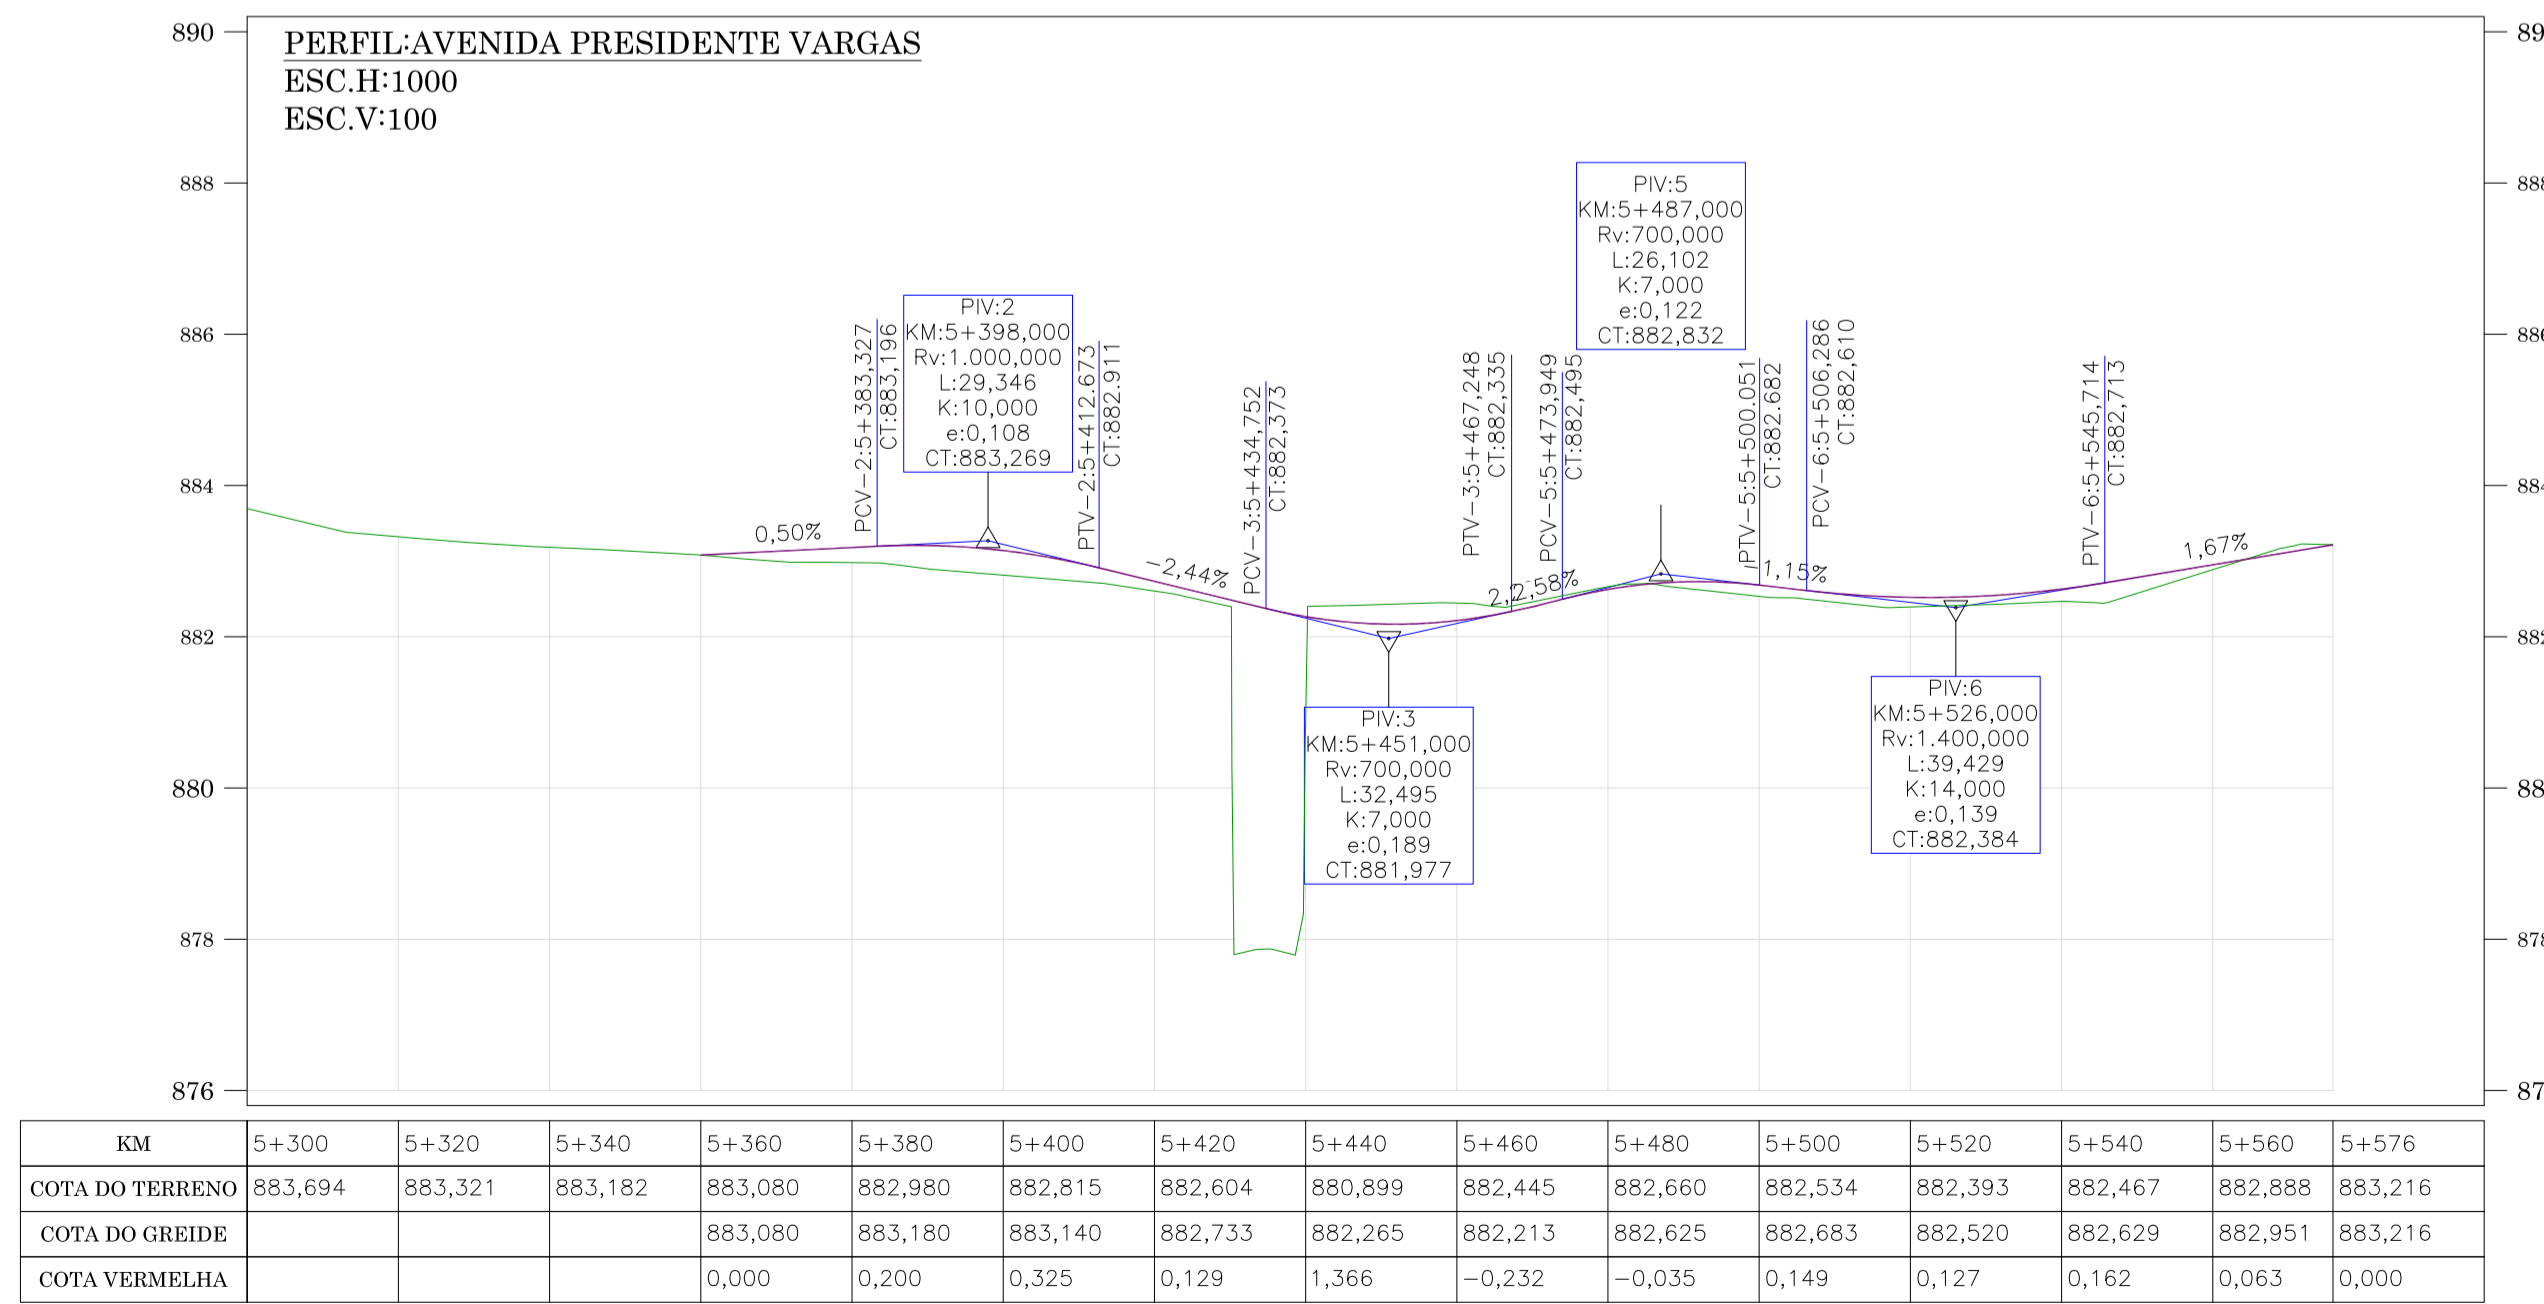 PERFIL:AVENIDA PRESIDENTE VARGAS
ESC.H:1000
ESC.V:100
890
888
886
884
882
880
878
876
89
888
886
884
882
88
878
87
0,50%
PCV-2:5+383,327
CT:883,196
PIV:2
KM:5+398,000
Rv:1.000,000
L:29,346
K:10,000
e:0,108
CT:883,269
PTV-2:5+412.673
CT:882.911
-2,44%
PCV-3:5+434,752
CT:882,373
PIV:3
KM:5+451,000
Rv:700,000
L:32,495
K:7,000
e:0,189
CT:881,977
PTV-3:5+467,248
CT:882,335
2,58%
PCV-5:5+473,949
CT:882,495
PIV:5
KM:5+487,000
Rv:700,000
L:26,102
K:7,000
e:0,122
CT:882,832
PTV-5:5+500.051
CT:882.682
-1,15%
PCV-6:5+506,286
CT:882,610
PIV:6
KM:5+526,000
Rv:1.400,000
L:39,429
K:14,000
e:0,139
CT:882,384
PTV-6:5+545,714
CT:882,713
1,67%
KM 5+300 5+320 5+340 5+360 5+380 5+400 5+420 5+440 5+460 5+480 5+500 5+520 5+540 5+560 5+576
COTA DO TERRENO 883,694 883,321 883,182 883,080 882,980 882,815 882,604 880,899 882,445 882,660 882,534 882,393 882,467 882,888 883,216
COTA DO GREIDE 883,080 883,180 883,140 882,733 882,265 882,213 882,625 882,683 882,520 882,629 882,951 883,216
COTA VERMELHA 0,000 0,200 0,325 0,129 1,366 -0,232 -0,035 0,149 0,127 0,162 0,063 0,000